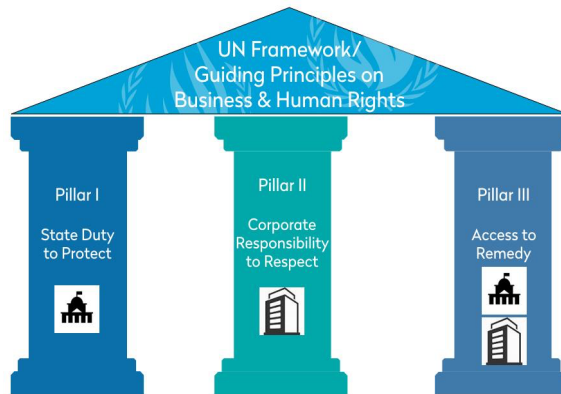 UN Framework/
Guiding Principles on
Business & Human Rights
Pillar I
State Duty
to Protect
Pillar II
Corporate
Responsibility
to Respect
Pillar III
Access to
Remedy